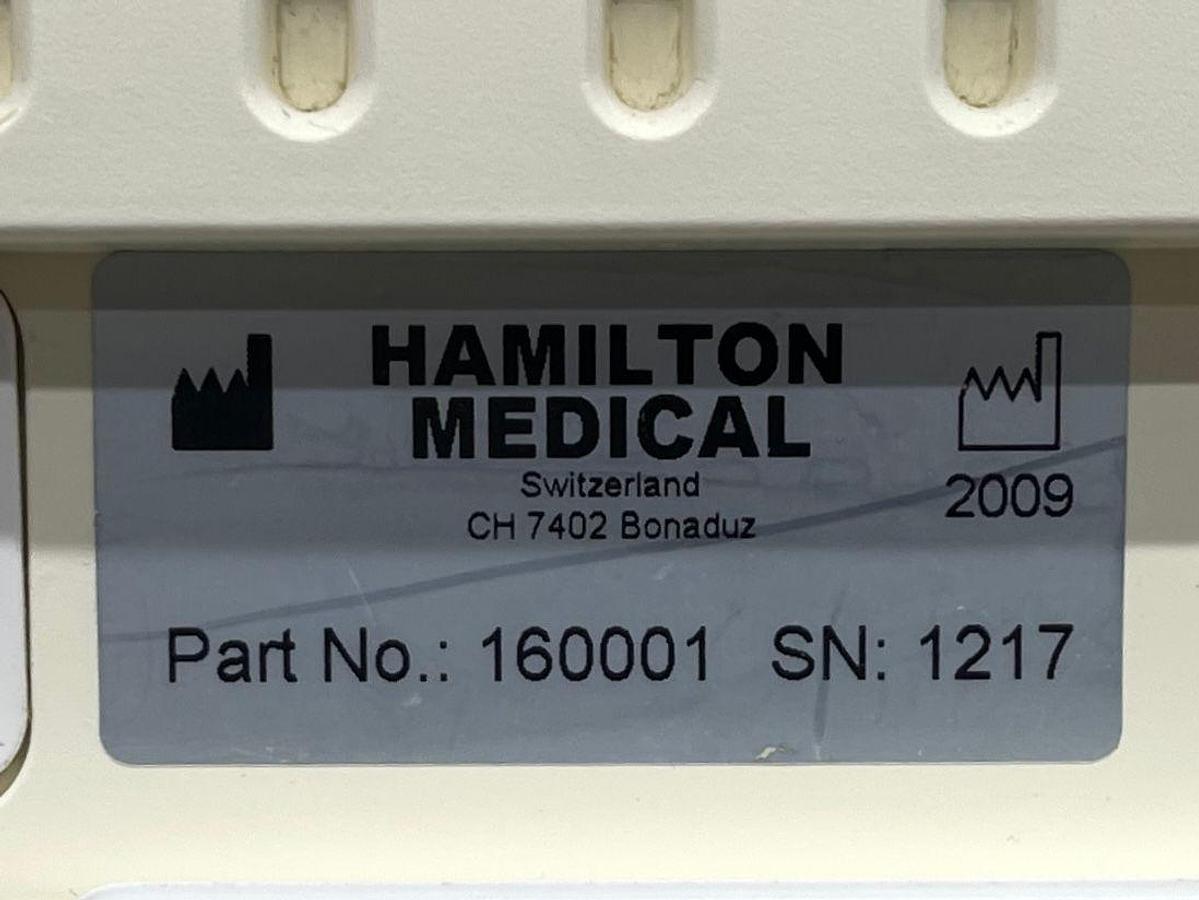 HAMILTON
MEDICAL
Switzerland
CH 7402 Bonaduz
2009
Part No.: 160001 SN: 1217